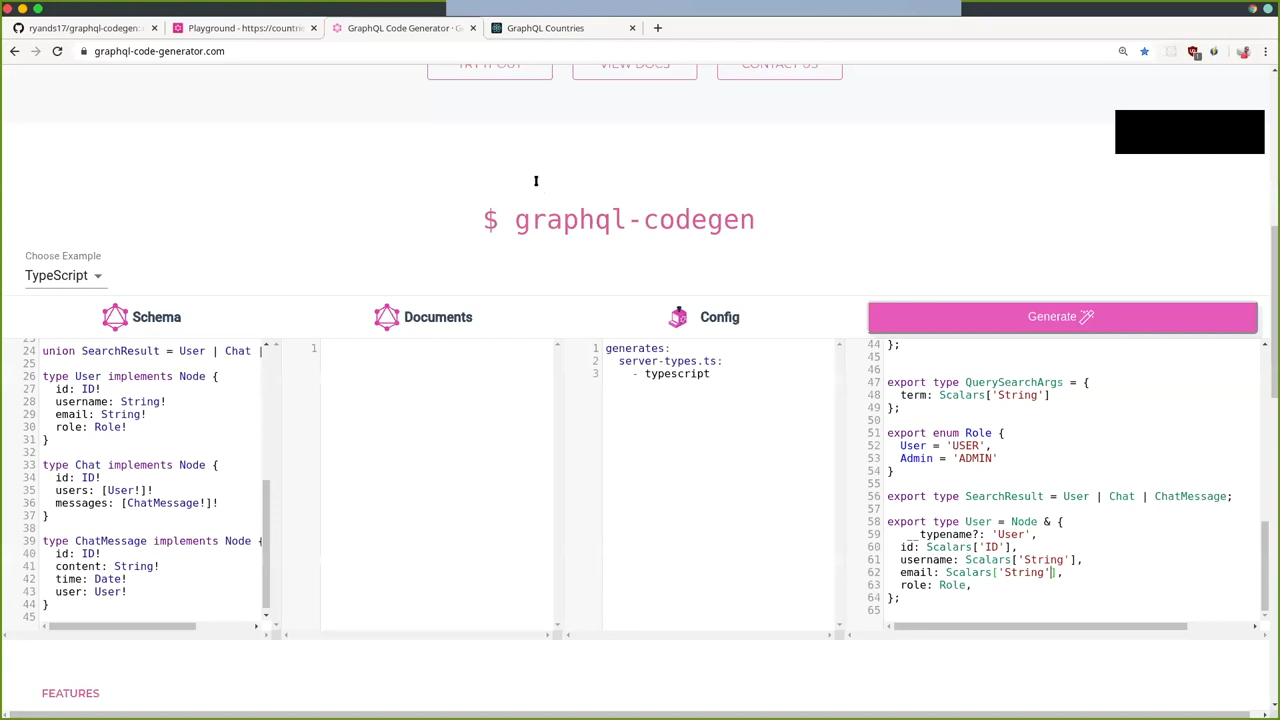 ryands17/graphql-codegen:
Playground - https://countrie
GraphQL Code Generator · G
GraphQL Countries
graphql-code-generator.com
TRY IT OUT
VIEW DOCS
CONTACT US
$ graphql-codegen
Choose Example
TypeScript
Schema
Documents
Config
Generate
24 union SearchResult = User | Chat |
25
26 type User implements Node {
27 id: ID!
28 username: String!
29 email: String!
30 role: Role!
31 }
32
33 type Chat implements Node {
34 id: ID!
35 users: [User!]!
36 messages: [ChatMessage!]!
37 }
38
39 type ChatMessage implements Node {
40 id: ID!
41 content: String!
42 time: Date!
43 user: User!
44 }
45
1
1 generates:
2 server-types.ts:
3 - typescript
44 };
45
46
47 export type QuerySearchArgs = {
48 term: Scalars['String']
49 };
50
51 export enum Role {
52 User = 'USER',
53 Admin = 'ADMIN'
54 }
55
56 export type SearchResult = User | Chat | ChatMessage;
57
58 export type User = Node & {
59 __typename?: 'User',
60 id: Scalars['ID'],
61 username: Scalars['String'],
62 email: Scalars['String'],
63 role: Role,
64 };
65
FEATURES